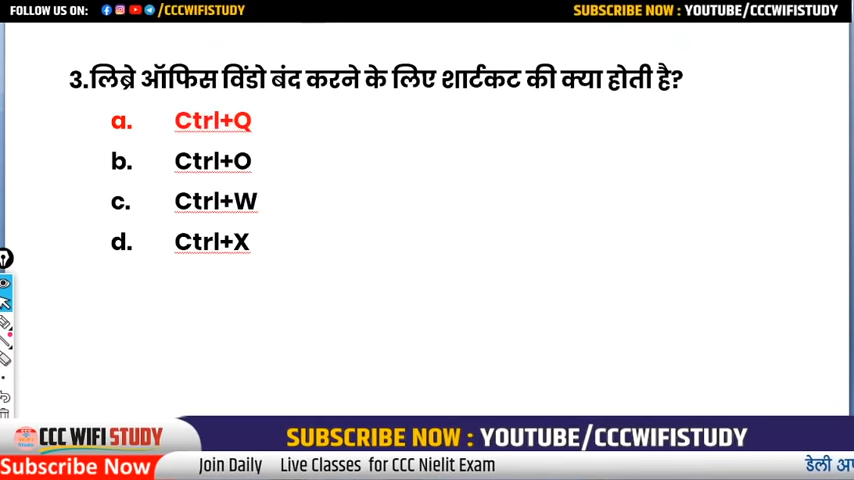 FOLLOW US ON: /CCCWIFISTUDY SUBSCRIBE NOW : YOUTUBE/CCCWIFISTUDY
3.लिब्रे ऑफिस विंडो बंद करने के लिए शार्टकट की क्या होती है?
a. Ctrl+Q
b. Ctrl+O
c. Ctrl+W
d. Ctrl+X
CCC WIFI STUDY SUBSCRIBE NOW : YOUTUBE/CCCWIFISTUDY
Subscribe Now Join Daily Live Classes for CCC Nielit Exam डेली